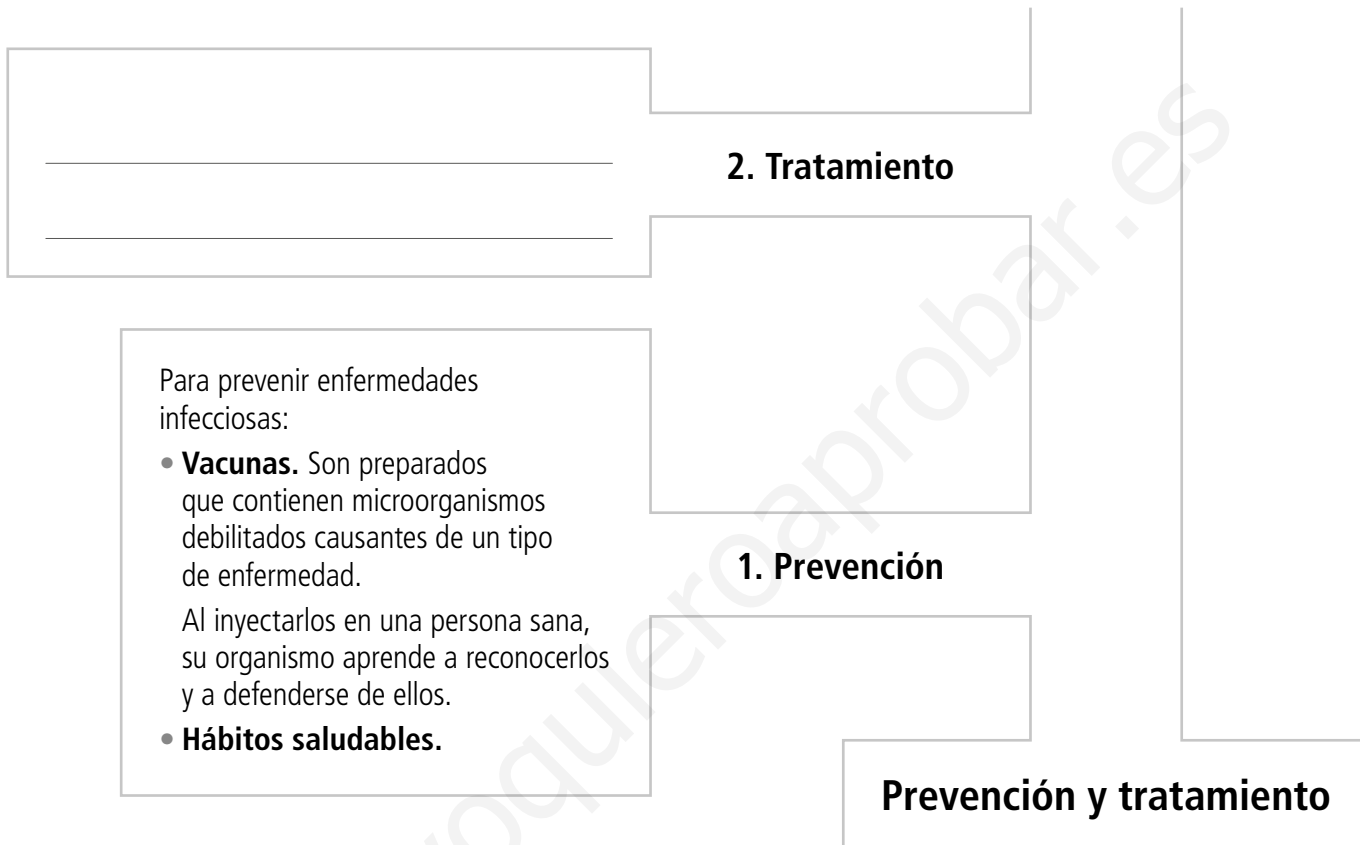 2. Tratamiento
Para prevenir enfermedades
infecciosas:
• Vacunas. Son preparados
que contienen microorganismos
debilitados causantes de un tipo
de enfermedad.
Al inyectarlos en una persona sana,
su organismo aprende a reconocerlos
y a defenderse de ellos.
• Hábitos saludables.
1. Prevención
Prevención y tratamiento
roquieroaprobar.es